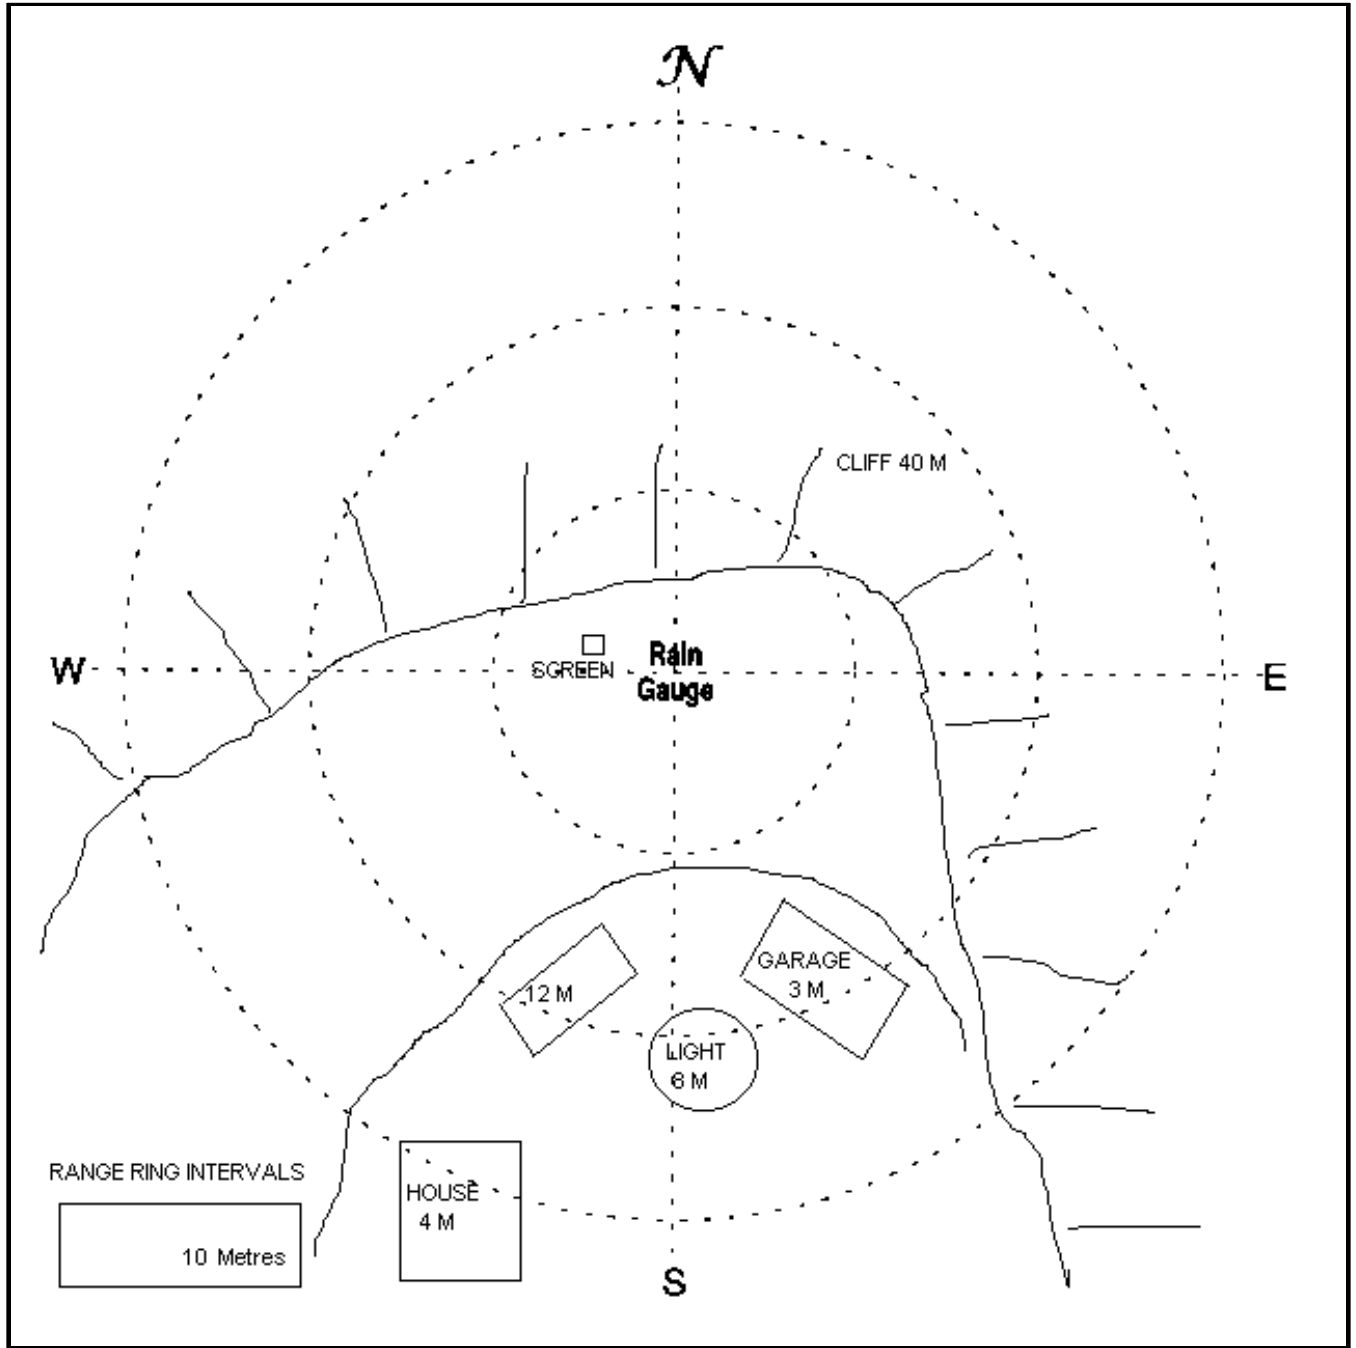 N
CLIFF 40 M
W
SCREEN
Rain
Gauge
E
GARAGE
3 M
12 M
LIGHT
6 M
RANGE RING INTERVALS
10 Metres
HOUSE
4 M
S